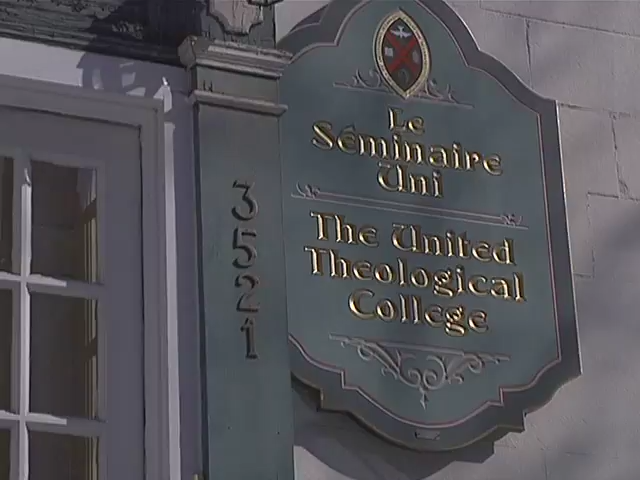 3521
Le
Séminaire
Uni
The United
Theological
College